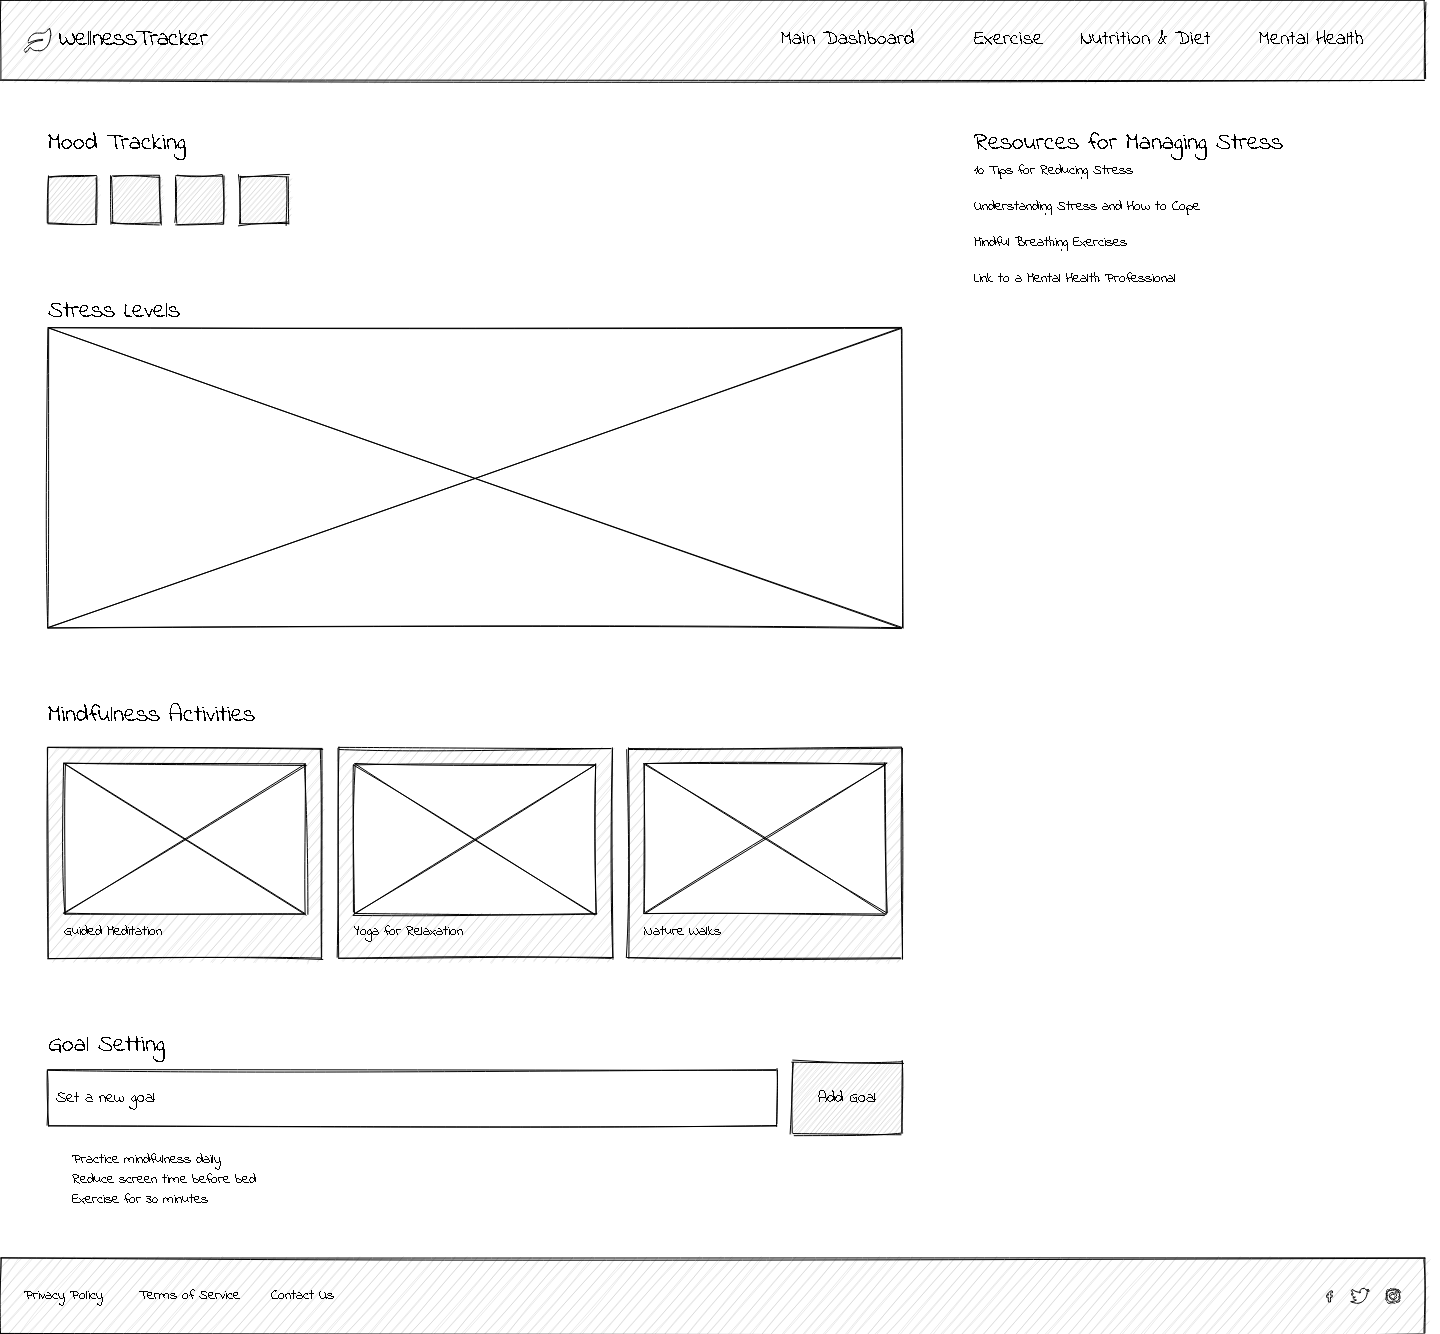 WellnessTracker
Main Dashboard
Exercise
Nutrition & Diet
Mental Health
Mood Tracking
Stress Levels
Mindfulness Activities
Guided Meditation
Yoga for Relaxation
Nature Walks
Goal Setting
Set a new goal
Add Goal
Practice mindfulness daily
Reduce screen time before bed
Exercise for 30 minutes
Resources for Managing Stress
10 Tips for Reducing Stress
Understanding Stress and How to Cope
Mindful Breathing Exercises
Link to a Mental Health Professional
Privacy Policy
Terms of Service
Contact Us